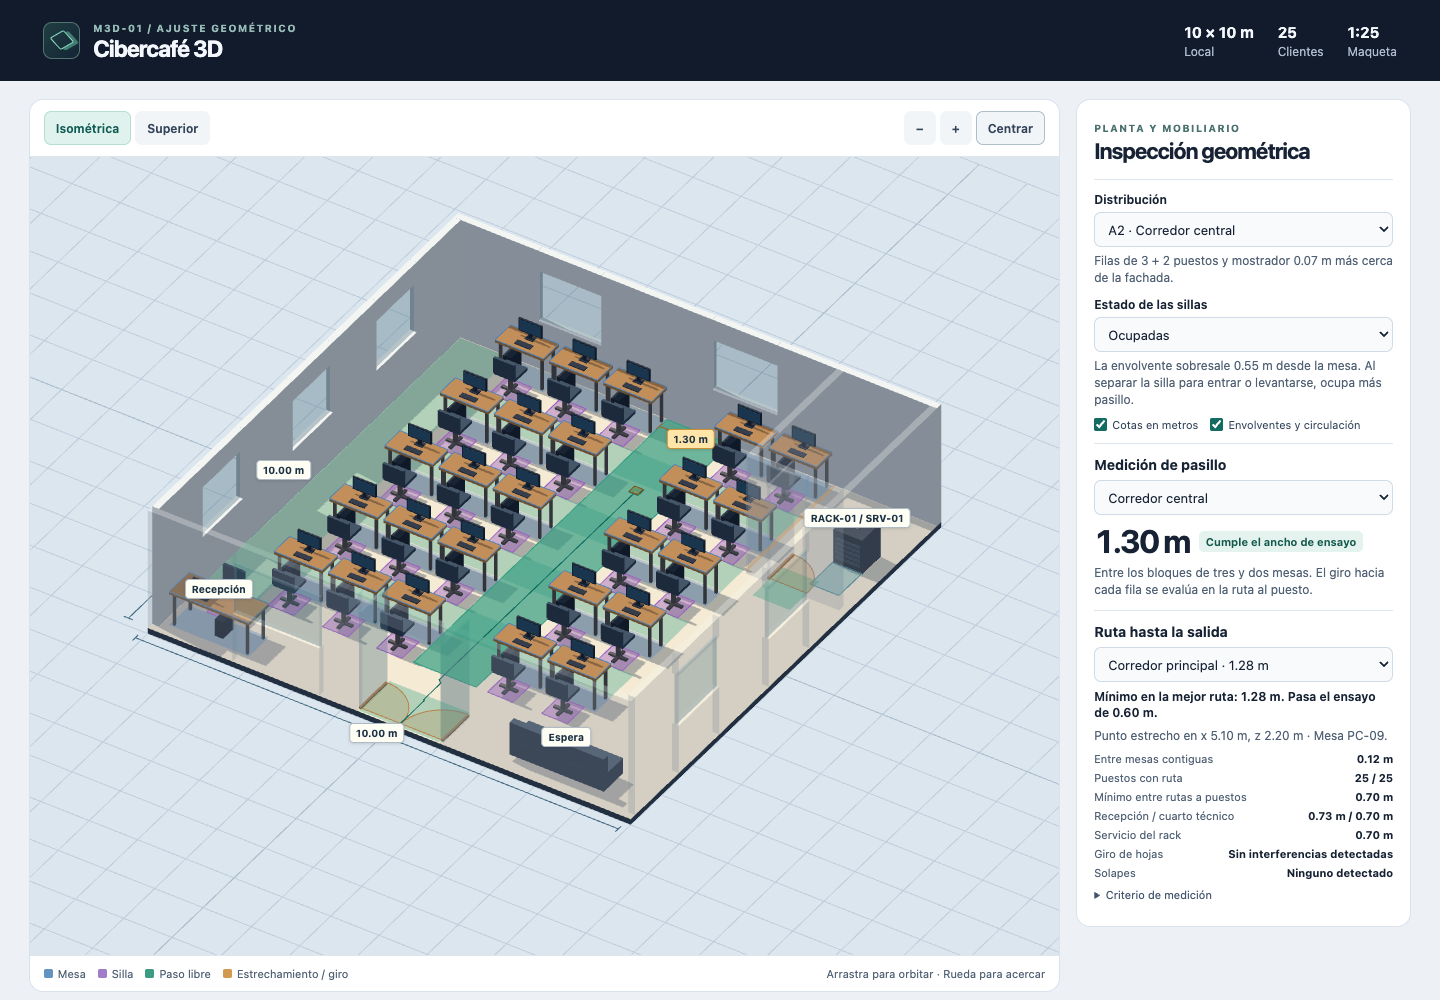 M3D-01 / AJUSTE GEOMÉTRICO
Cibercafé 3D
10 × 10 m
Local
25
Clientes
1:25
Maqueta
Isométrica
Superior
−
+
Centrar
1.30 m
10.00 m
RACK-01 / SRV-01
Recepción
10.00 m
Espera
Mesa
Silla
Paso libre
Estrechamiento / giro
Arrastra para orbitar · Rueda para acercar
PLANTA Y MOBILIARIO
Inspección geométrica
Distribución
A2 · Corredor central
Filas de 3 + 2 puestos y mostrador 0.07 m más cerca
de la fachada.
Estado de las sillas
Ocupadas
La envolvente sobresale 0.55 m desde la mesa. Al
separar la silla para entrar o levantarse, ocupa más
pasillo.
Cotas en metros
Envolventes y circulación
Medición de pasillo
Corredor central
1.30 m
Cumple el ancho de ensayo
Entre los bloques de tres y dos mesas. El giro hacia
cada fila se evalúa en la ruta al puesto.
Ruta hasta la salida
Corredor principal · 1.28 m
Mínimo en la mejor ruta: 1.28 m. Pasa el ensayo
de 0.60 m.
Punto estrecho en x 5.10 m, z 2.20 m · Mesa PC-09.
Entre mesas contiguas 0.12 m
Puestos con ruta 25 / 25
Mínimo entre rutas a puestos 0.70 m
Recepción / cuarto técnico 0.73 m / 0.70 m
Servicio del rack 0.70 m
Giro de hojas Sin interferencias detectadas
Solapes Ninguno detectado
Criterio de medición